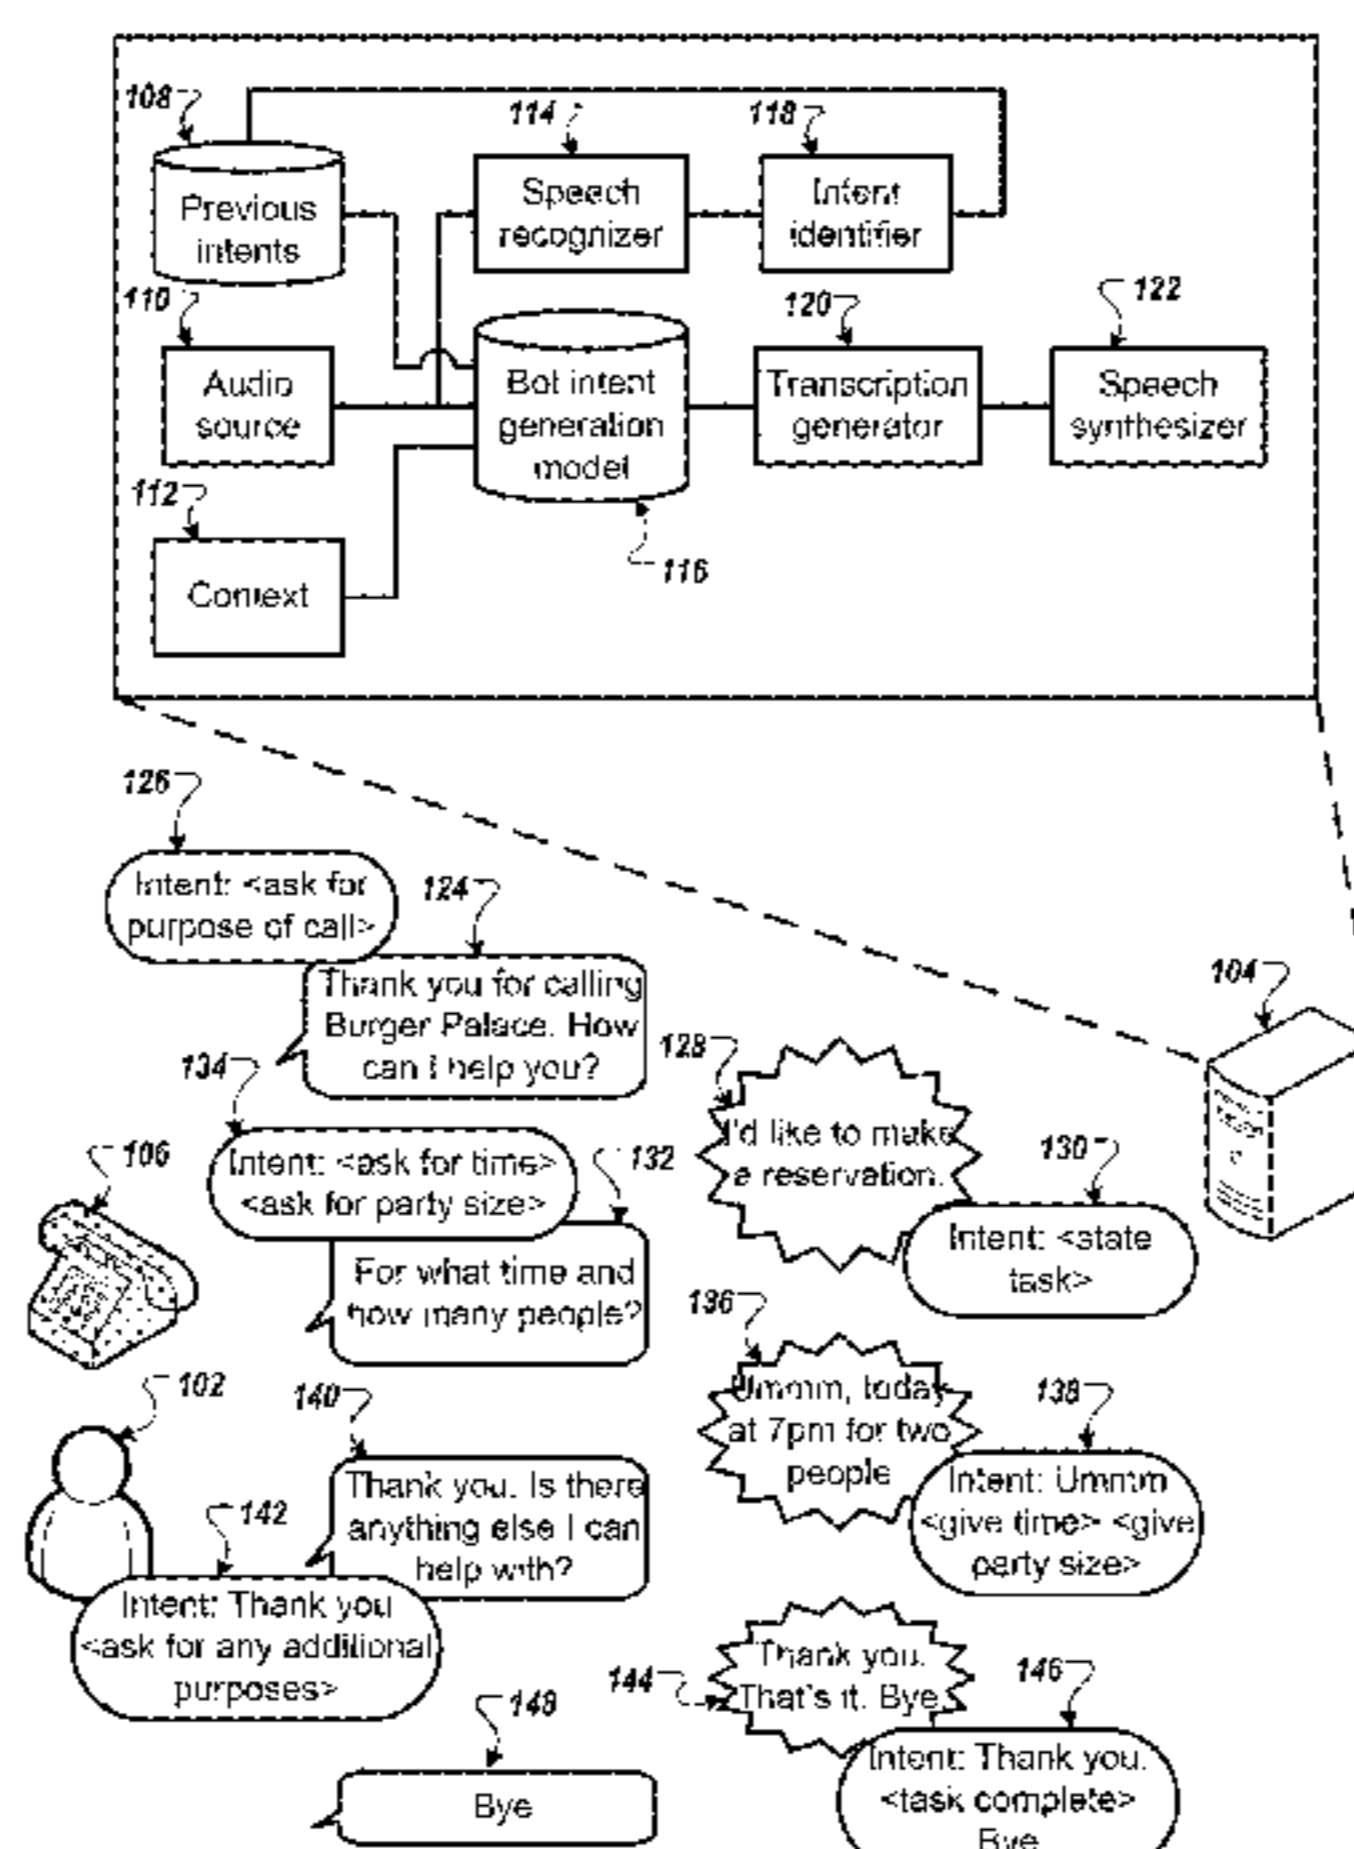 108
Previous
intents
114
Speech
recognizer
118
Intent
identifier
110
Audio
source
Bot intent
generation
model
116
120
Transcription
generator
122
Speech
synthesizer
112
Context
126
Intent: <ask for
purpose of call>
124
Thank you for calling
Burger Palace. How
can I help you?
104
128
I'd like to make
a reservation.
130
Intent: <state
task>
134
Intent: <ask for time>
<ask for party size>
132
For what time and
how many people?
106
136
Ummm, today
at 7pm for two
people
138
Intent: Ummm
<give time> <give
party size>
102
140
Thank you. Is there
anything else I can
help with?
142
Intent: Thank you
<ask for any additional
purposes>
144
Thank you.
That's it. Bye
146
Intent: Thank you.
<task complete>
Bye
148
Bye